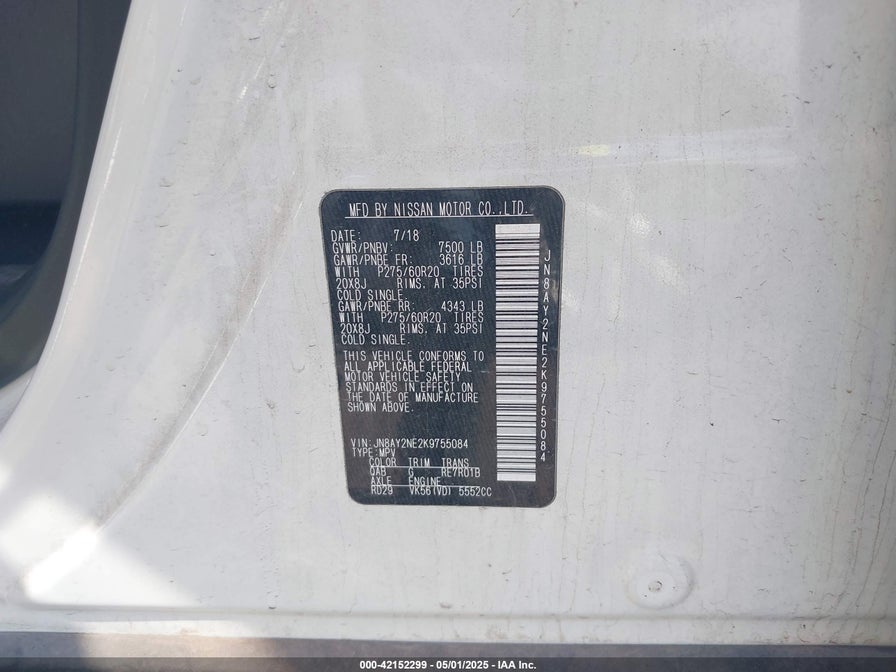 MFD BY NISSAN MOTOR CO.,LTD.
DATE: 7/18
GVWR/PNBV: 7500 LB
GAWR/PNBE FR: 3616 LB
WITH P275/60R20 TIRES
20X8J RIMS. AT 35PSI
COLD SINGLE.
GAWR/PNBE RR: 4343 LB
WITH P275/60R20 TIRES
20X8J RIMS. AT 35PSI
COLD SINGLE.
THIS VEHICLE CONFORMS TO
ALL APPLICABLE FEDERAL
MOTOR VEHICLE SAFETY
STANDARDS IN EFFECT ON
THE DATE OF MANUFACTURE
SHOWN ABOVE.
VIN: JN8AY2NE2K9755084
TYPE: MPV
COLOR TRIM TRANS
QAB G RE7R01B
AXLE ENGINE
RD29 VK56(VD) 5552CC
JN8AY2NE2K9755084
000-42152299 - 05/01/2025 - IAA Inc.